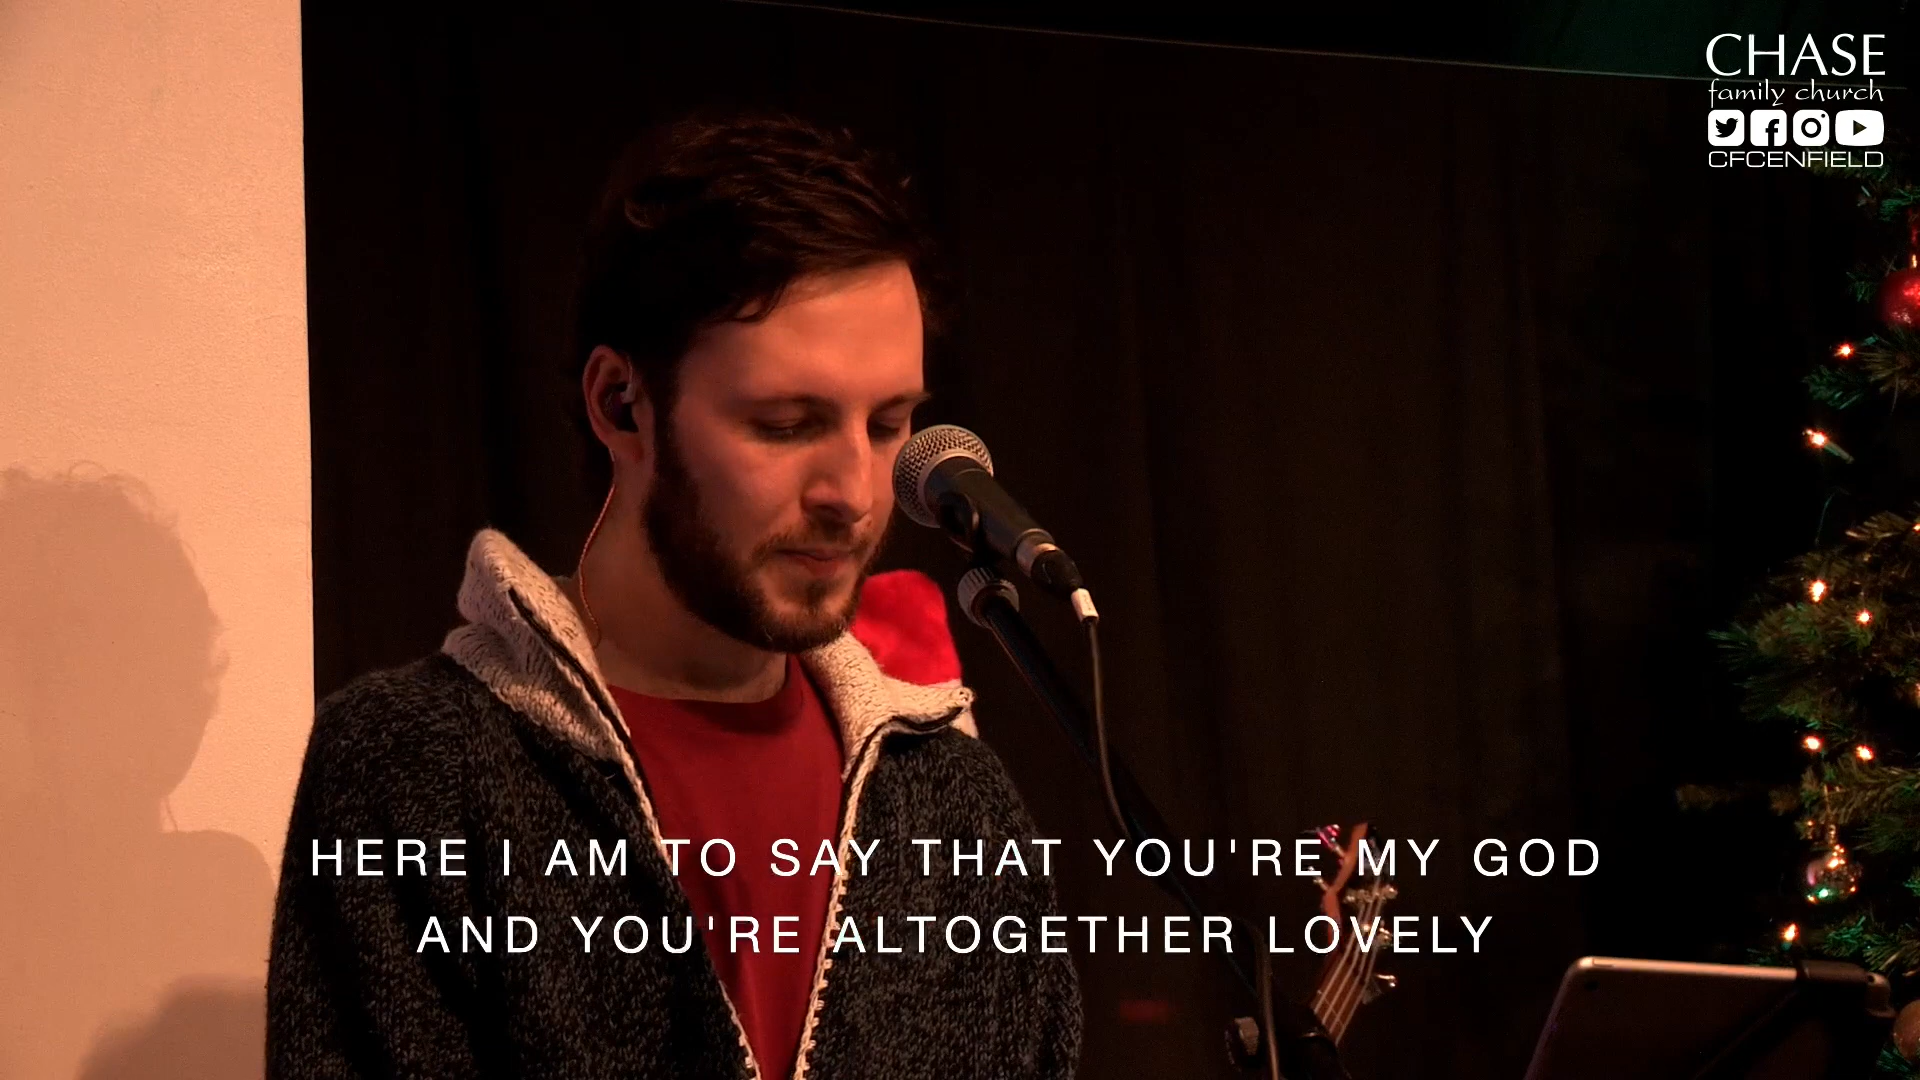 CHASE
family church
CFCENFIELD
HERE I AM TO SAY THAT YOU'RE MY GOD
AND YOU'RE ALTOGETHER LOVELY